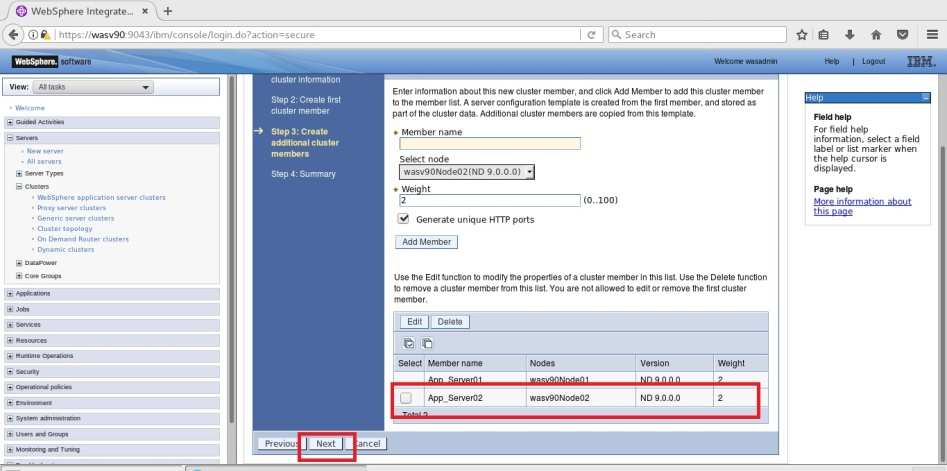 WebSphere Integrate...
https://wasv90:9043/ibm/console/login.do?action=secure
Search
WebSphere. software
Welcome wasadmin
Help | Logout
IBM.
View: All tasks
Welcome
Guided Activities
Servers
New server
All servers
Server Types
Clusters
WebSphere application server clusters
Proxy server clusters
Generic server clusters
Cluster topology
On Demand Router clusters
Dynamic clusters
DataPower
Core Groups
Applications
Jobs
Services
Resources
Runtime Operations
Security
Operational policies
Environment
System administration
Users and Groups
Monitoring and Tuning
cluster information
Step 2: Create first
cluster member
Step 3: Create
additional cluster
members
Step 4: Summary
Enter information about this new cluster member, and click Add Member to add this cluster member
to the member list. A server configuration template is created from the first member, and stored as
part of the cluster data. Additional cluster members are copied from this template.
Member name
Select node
wasv90Node02(ND 9.0.0.0)
Weight
2 (0..100)
Generate unique HTTP ports
Add Member
Use the Edit function to modify the properties of a cluster member in this list. Use the Delete function
to remove a cluster member from this list. You are not allowed to edit or remove the first cluster
member.
Edit Delete
Select Member name Nodes Version Weight
App_Server01 wasv90Node01 ND 9.0.0.0 2
App_Server02 wasv90Node02 ND 9.0.0.0 2
Total 2
Previous Next Cancel
Help
Field help
For field help
information, select a field
label or list marker when
the help cursor is
displayed.
Page help
More information about
this page